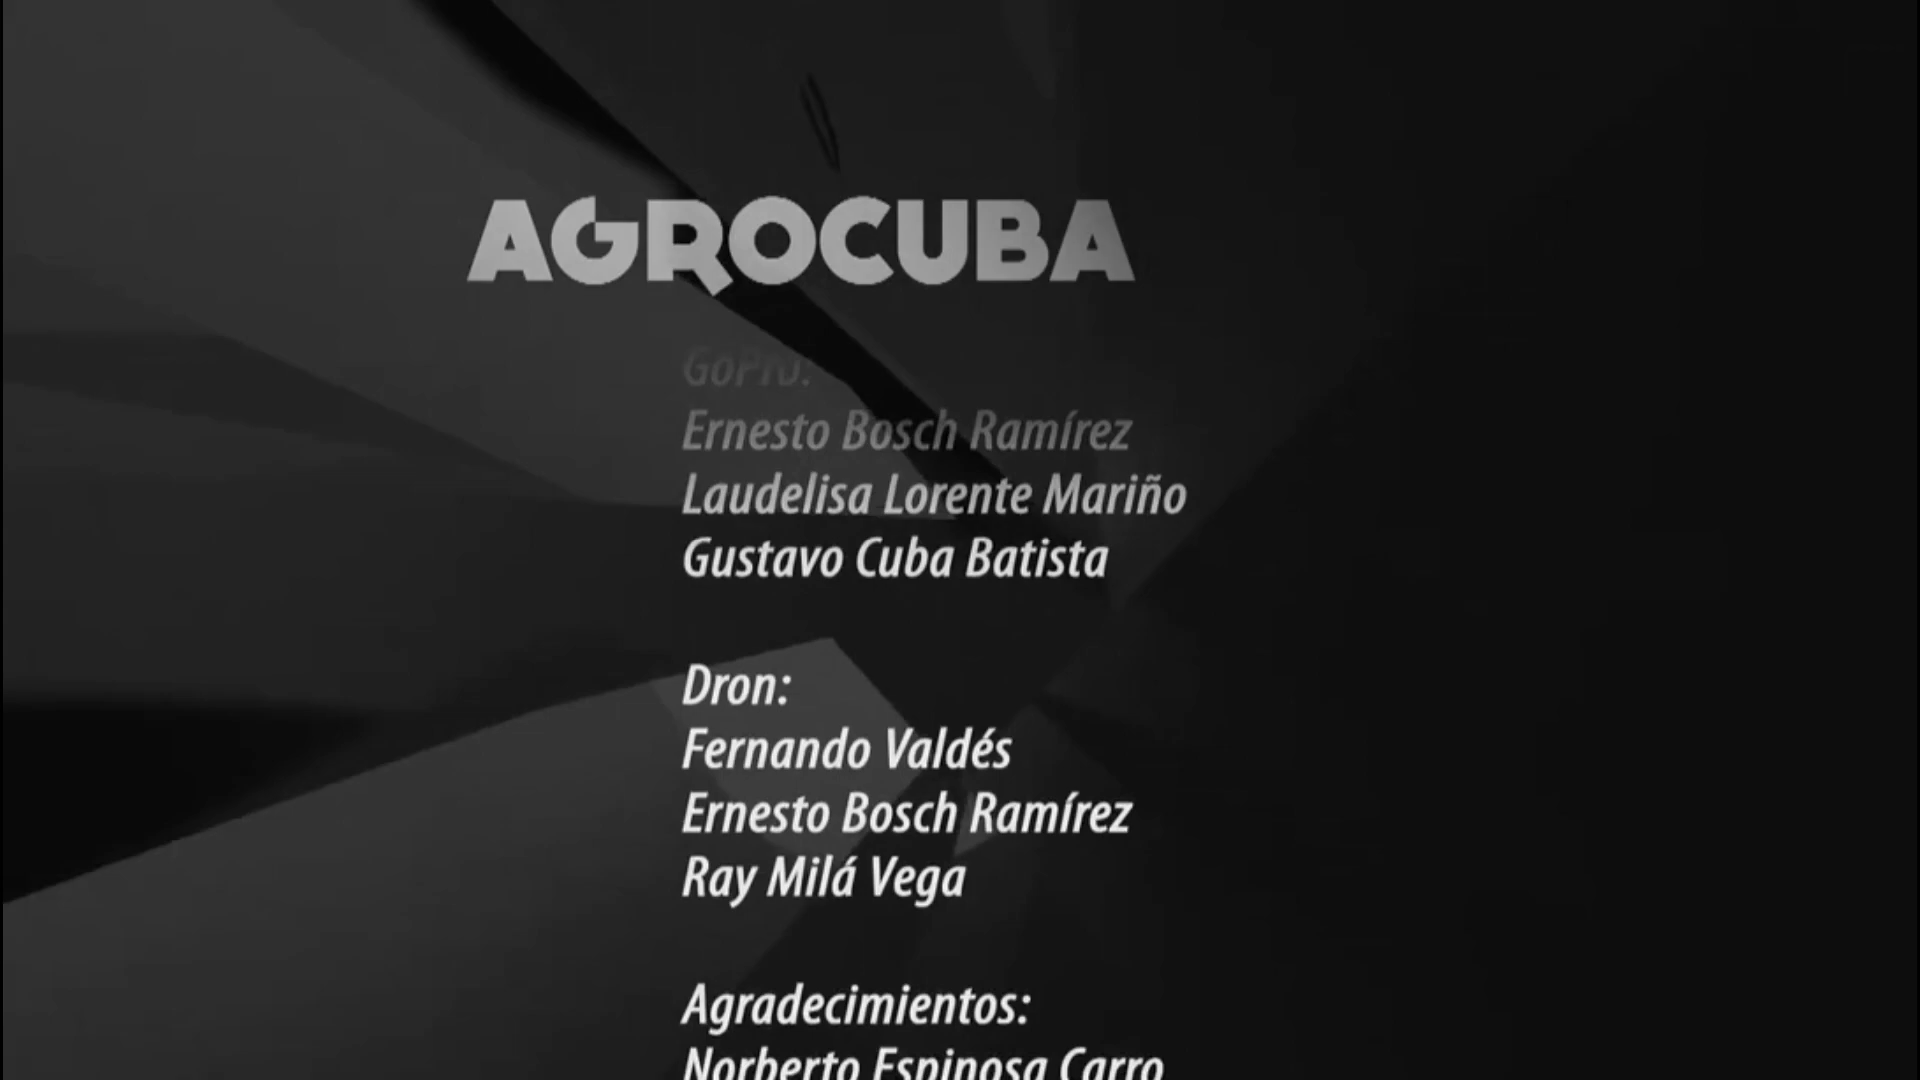 AGROCUBA
GoPro:
Ernesto Bosch Ramírez
Laudelisa Lorente Mariño
Gustavo Cuba Batista
Dron:
Fernando Valdés
Ernesto Bosch Ramírez
Ray Milá Vega
Agradecimientos:
Norberto Espinosa Carro